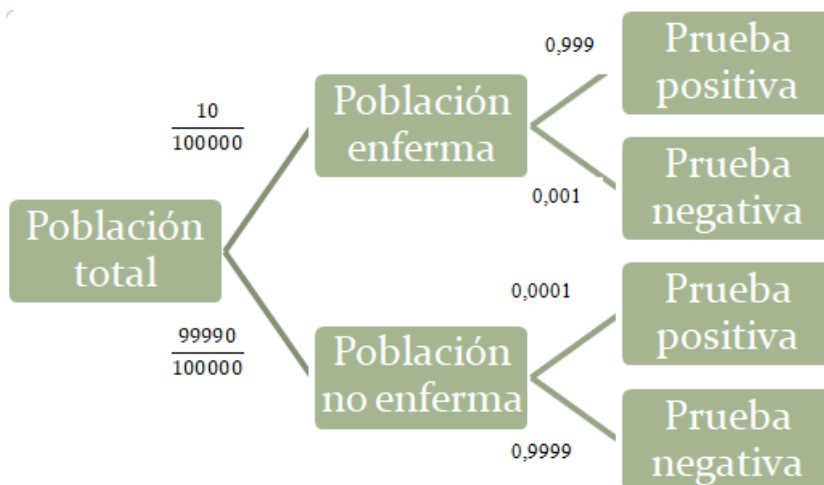 0,999
Prueba
positiva
10
100000
Población
enferma
Prueba
negativa
0,001
Población
total
0,0001
Prueba
positiva
99990
100000
Población
no enferma
0,9999
Prueba
negativa